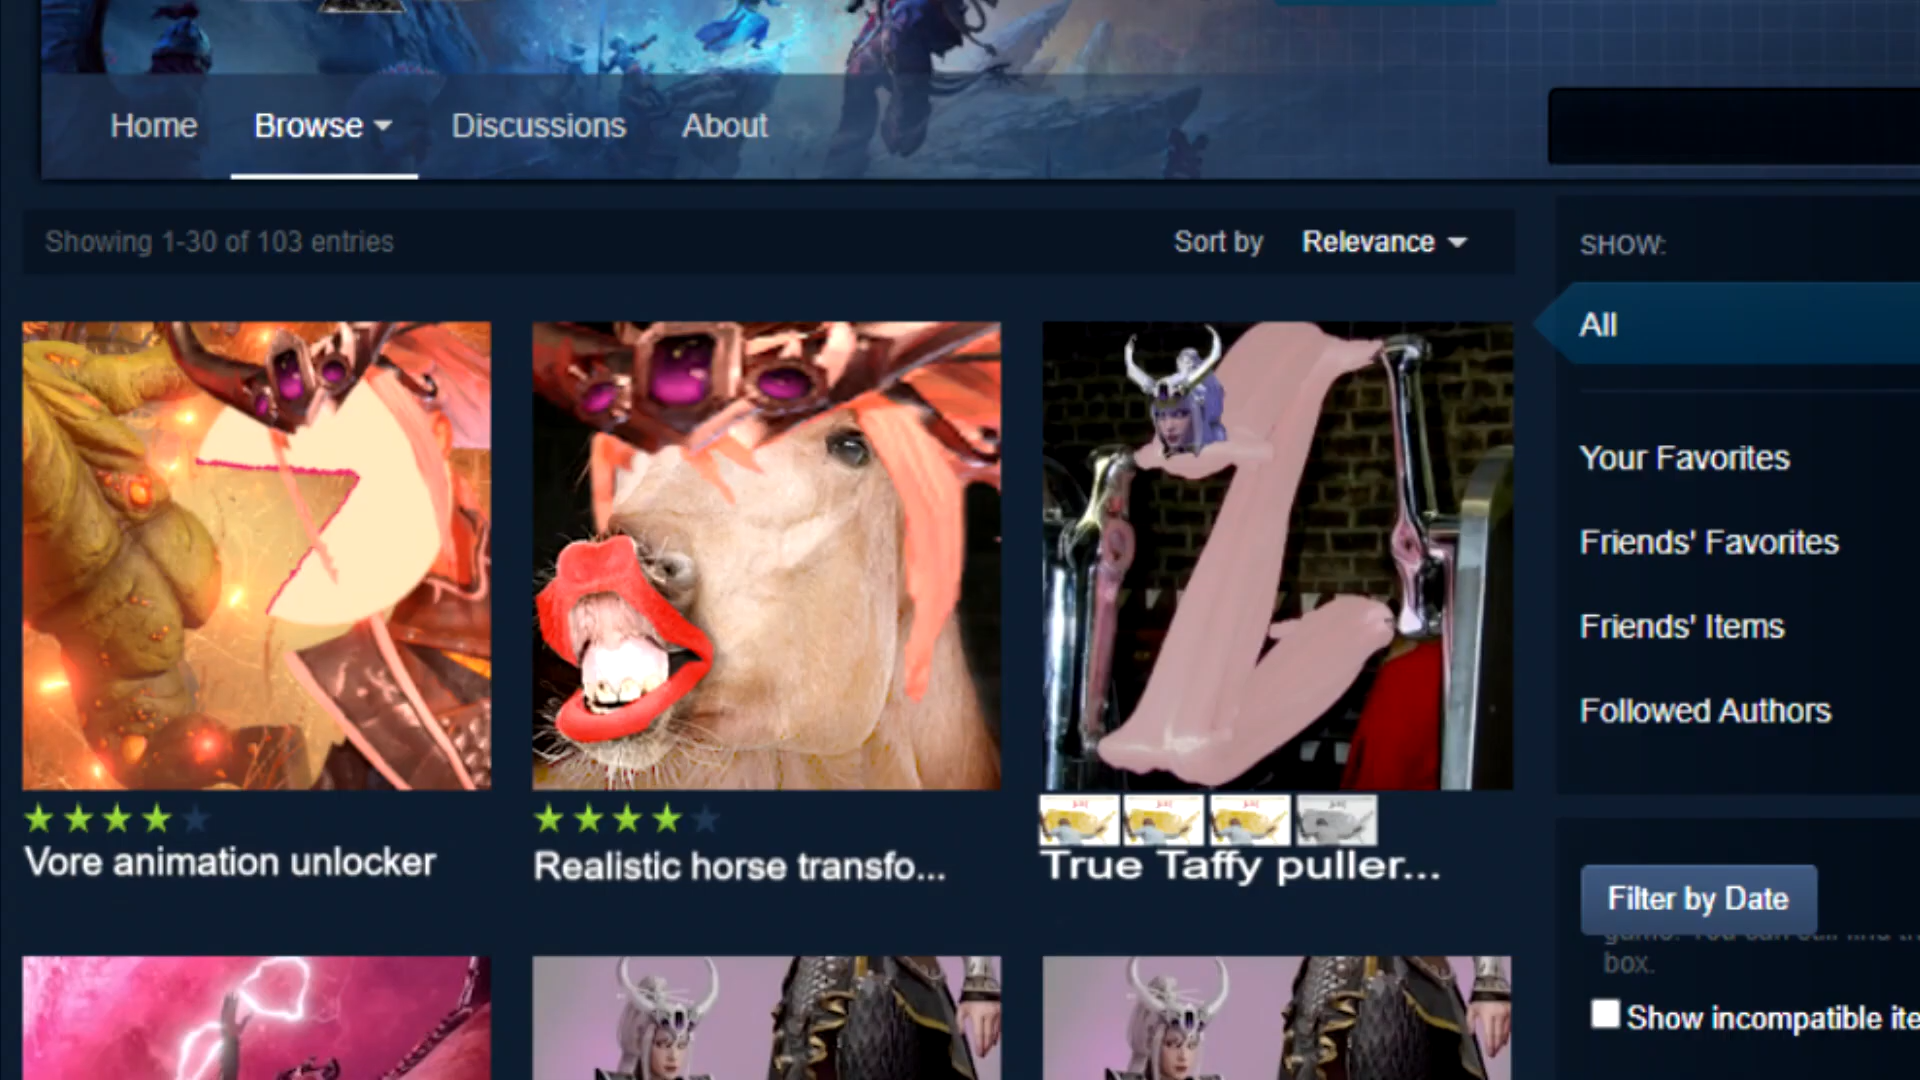 Home Browse Discussions About
Showing 1-30 of 103 entries
Sort by Relevance
SHOW:
All
Your Favorites
Friends' Favorites
Friends' Items
Followed Authors
Vore animation unlocker
Realistic horse transfo...
True Taffy puller...
Filter by Date
box.
Show incompatible ite